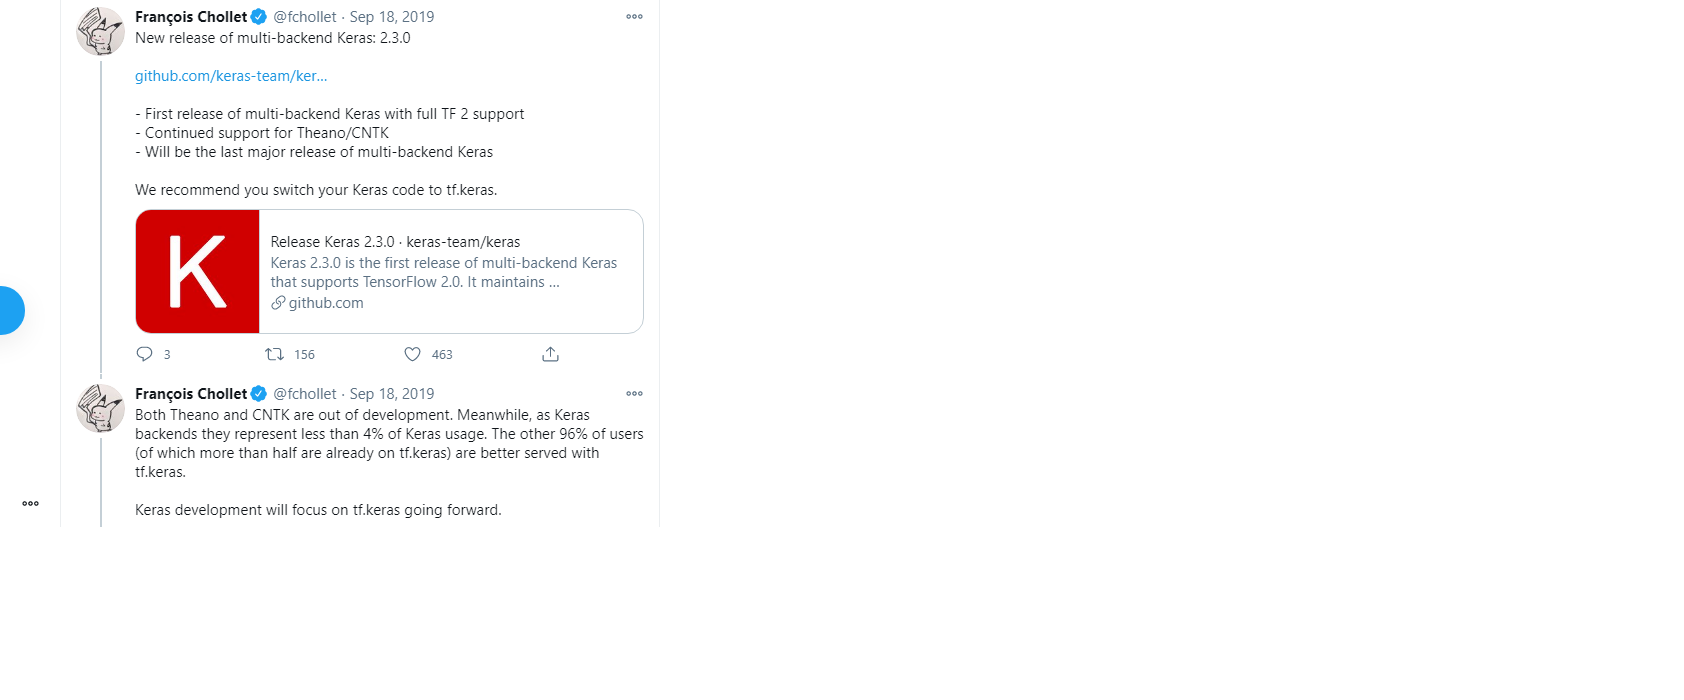 François Chollet @fchollet · Sep 18, 2019
New release of multi-backend Keras: 2.3.0
github.com/keras-team/ker...
- First release of multi-backend Keras with full TF 2 support
- Continued support for Theano/CNTK
- Will be the last major release of multi-backend Keras
We recommend you switch your Keras code to tf.keras.
K
Release Keras 2.3.0 · keras-team/keras
Keras 2.3.0 is the first release of multi-backend Keras
that supports TensorFlow 2.0. It maintains ...
github.com
3 156 463
François Chollet @fchollet · Sep 18, 2019
Both Theano and CNTK are out of development. Meanwhile, as Keras
backends they represent less than 4% of Keras usage. The other 96% of users
(of which more than half are already on tf.keras) are better served with
tf.keras.
Keras development will focus on tf.keras going forward.